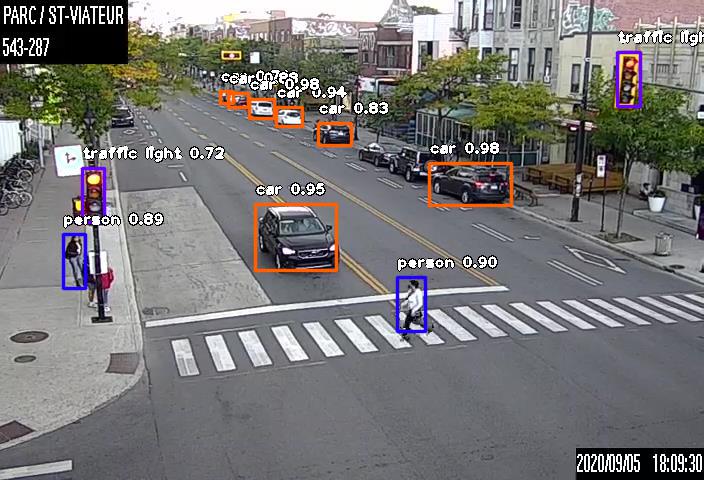 PARC / ST-VIATEUR
543-287
traffic ligh
car 0.98
car 0.94
car 0.83
traffic light 0.72
car 0.98
car 0.95
person 0.89
person 0.90
2020/09/05 18:09:30